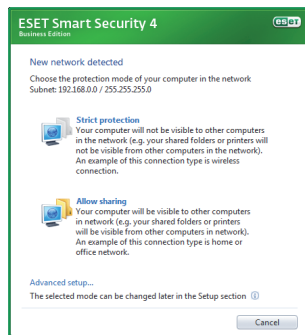 ESET Smart Security 4
Business Edition
eset
New network detected
Choose the protection mode of your computer in the network
Subnet: 192.168.0.0 / 255.255.255.0
Strict protection
Your computer will not be visible to other computers
in the network (e.g. your shared folders or printers will
not be visible from other computers in the network).
An example of this connection type is wireless
connection.
Allow sharing
Your computer will be visible to other computers
in network (e.g. your shared folders or printers
will be visible from other computers in network).
An example of this connection type is home or
office network.
Advanced setup...
The selected mode can be changed later in the Setup section
Cancel